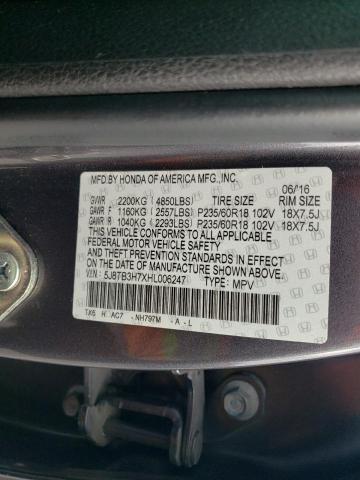 MFD.BY HONDA OF AMERICA MFG.,INC. 06/'16
GVWR 2200KG (4850LBS) TIRE SIZE RIM SIZE
GAWR F 1160KG (2557LBS) P235/60R18 102V 18X7.5J
GAWR R 1040KG (2293LBS) P235/60R18 102V 18X7.5J
THIS VEHICLE CONFORMS TO ALL APPLICABLE
FEDERAL MOTOR VEHICLE SAFETY
AND THEFT PREVENTION STANDARDS IN EFFECT ON
THE DATE OF MANUFACTURE SHOWN ABOVE.
V.I.N: 5J8TB3H7XHL006247 TYPE: MPV
TX6 H AC7 NH797M -A-L